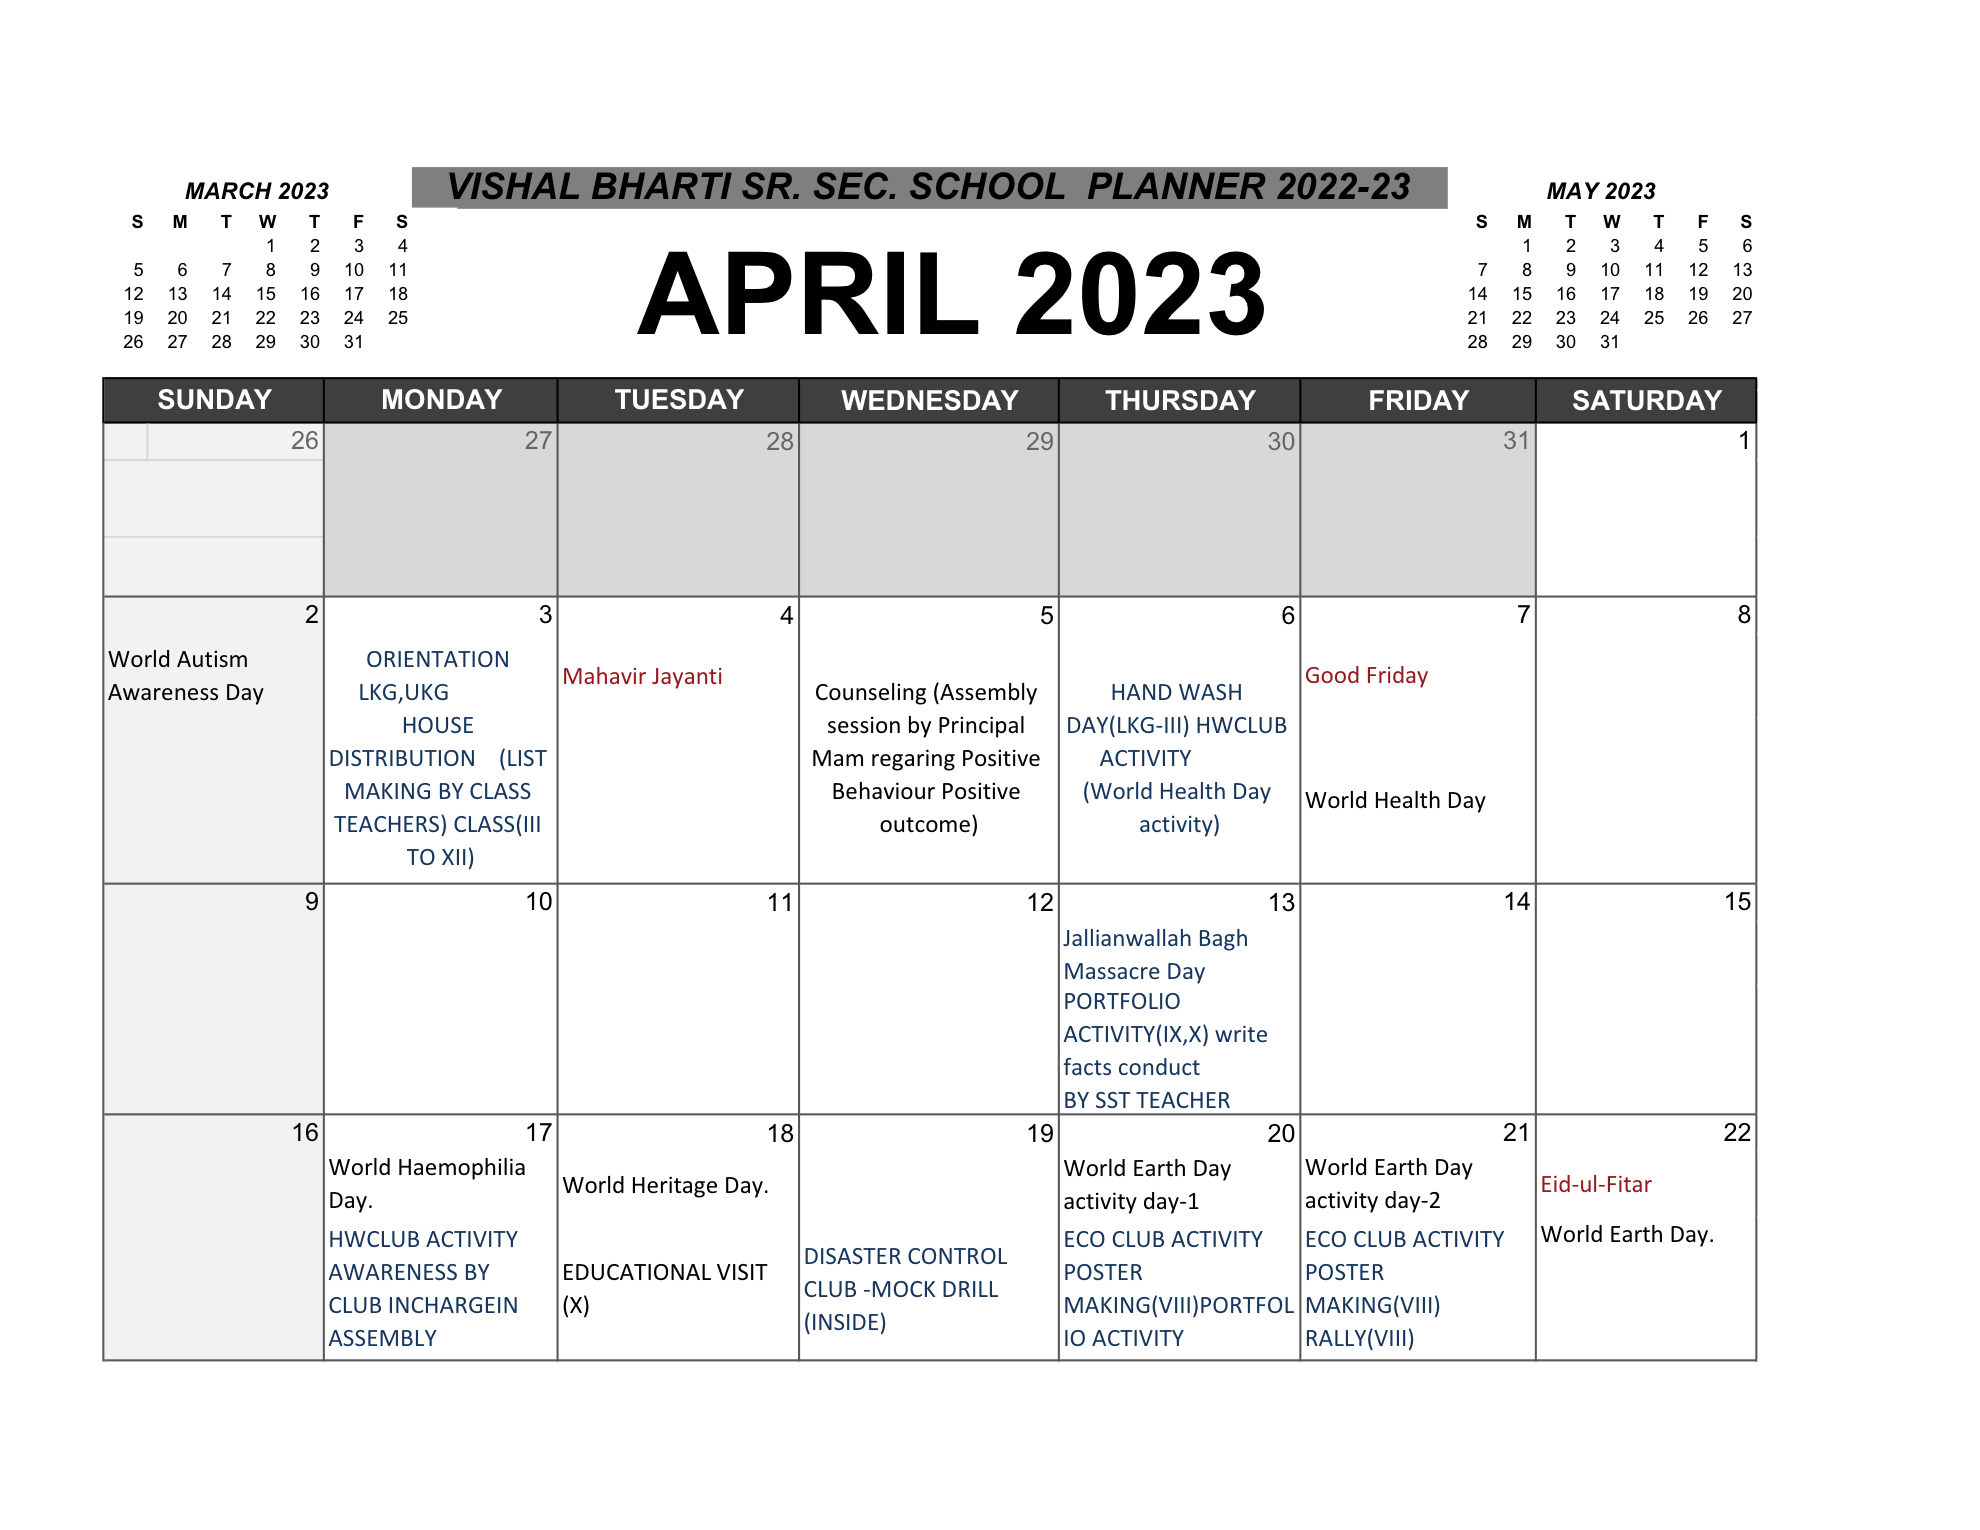 VISHAL BHARTI SR. SEC. SCHOOL PLANNER 2022-23
MARCH 2023
S M T W T F S
1 2 3 4
5 6 7 8 9 10 11
12 13 14 15 16 17 18
19 20 21 22 23 24 25
26 27 28 29 30 31
APRIL 2023
MAY 2023
S M T W T F S
1 2 3 4 5 6
7 8 9 10 11 12 13
14 15 16 17 18 19 20
21 22 23 24 25 26 27
28 29 30 31
SUNDAY MONDAY TUESDAY WEDNESDAY THURSDAY FRIDAY SATURDAY
26
27
28
29
30
31
1
2
World Autism
Awareness Day
3
ORIENTATION
LKG,UKG
HOUSE
DISTRIBUTION (LIST
MAKING BY CLASS
TEACHERS) CLASS(III
TO XII)
4
Mahavir Jayanti
5
Counseling (Assembly
session by Principal
Mam regaring Positive
Behaviour Positive
outcome)
6
HAND WASH
DAY(LKG-III) HWCLUB
ACTIVITY
(World Health Day
activity)
7
Good Friday
World Health Day
8
9
10
11
12
13
Jallianwallah Bagh
Massacre Day
PORTFOLIO
ACTIVITY(IX,X) write
facts conduct
BY SST TEACHER
14
15
16
17
World Haemophilia
Day.
HWCLUB ACTIVITY
AWARENESS BY
CLUB INCHARGEIN
ASSEMBLY
18
World Heritage Day.
EDUCATIONAL VISIT
(X)
19
DISASTER CONTROL
CLUB -MOCK DRILL
(INSIDE)
20
World Earth Day
activity day-1
ECO CLUB ACTIVITY
POSTER
MAKING(VIII)PORTFOL
IO ACTIVITY
21
World Earth Day
activity day-2
ECO CLUB ACTIVITY
POSTER
MAKING(VIII)
RALLY(VIII)
22
Eid-ul-Fitar
World Earth Day.